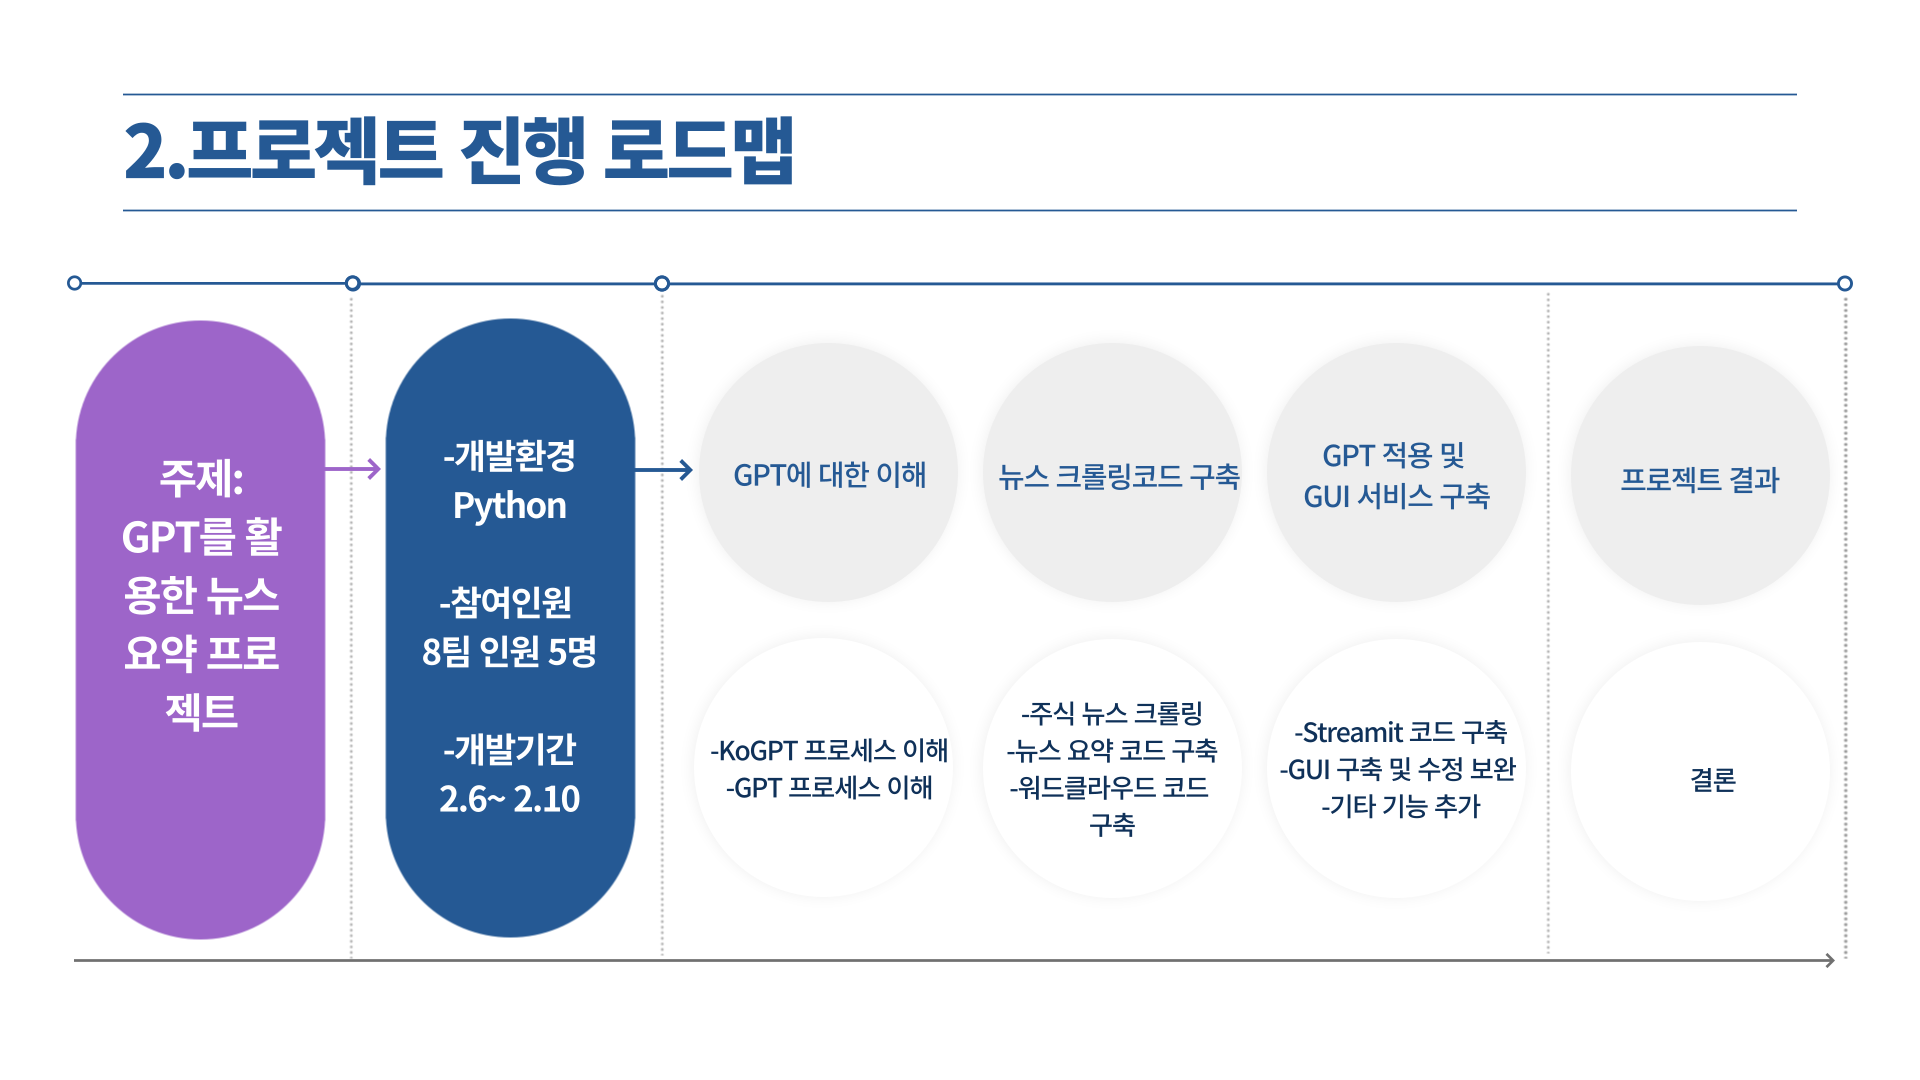 2.프로젝트 진행 로드맵
주제:
GPT를 활
용한 뉴스
요약 프로
젝트
-개발환경
Python
-참여인원
8팀 인원 5명
-개발기간
2.6~ 2.10
GPT에 대한 이해
뉴스 크롤링코드 구축
GPT 적용 및
GUI 서비스 구축
프로젝트 결과
-KoGPT 프로세스 이해
-GPT 프로세스 이해
-주식 뉴스 크롤링
-뉴스 요약 코드 구축
-워드클라우드 코드
구축
-Streamit 코드 구축
-GUI 구축 및 수정 보완
-기타 기능 추가
결론